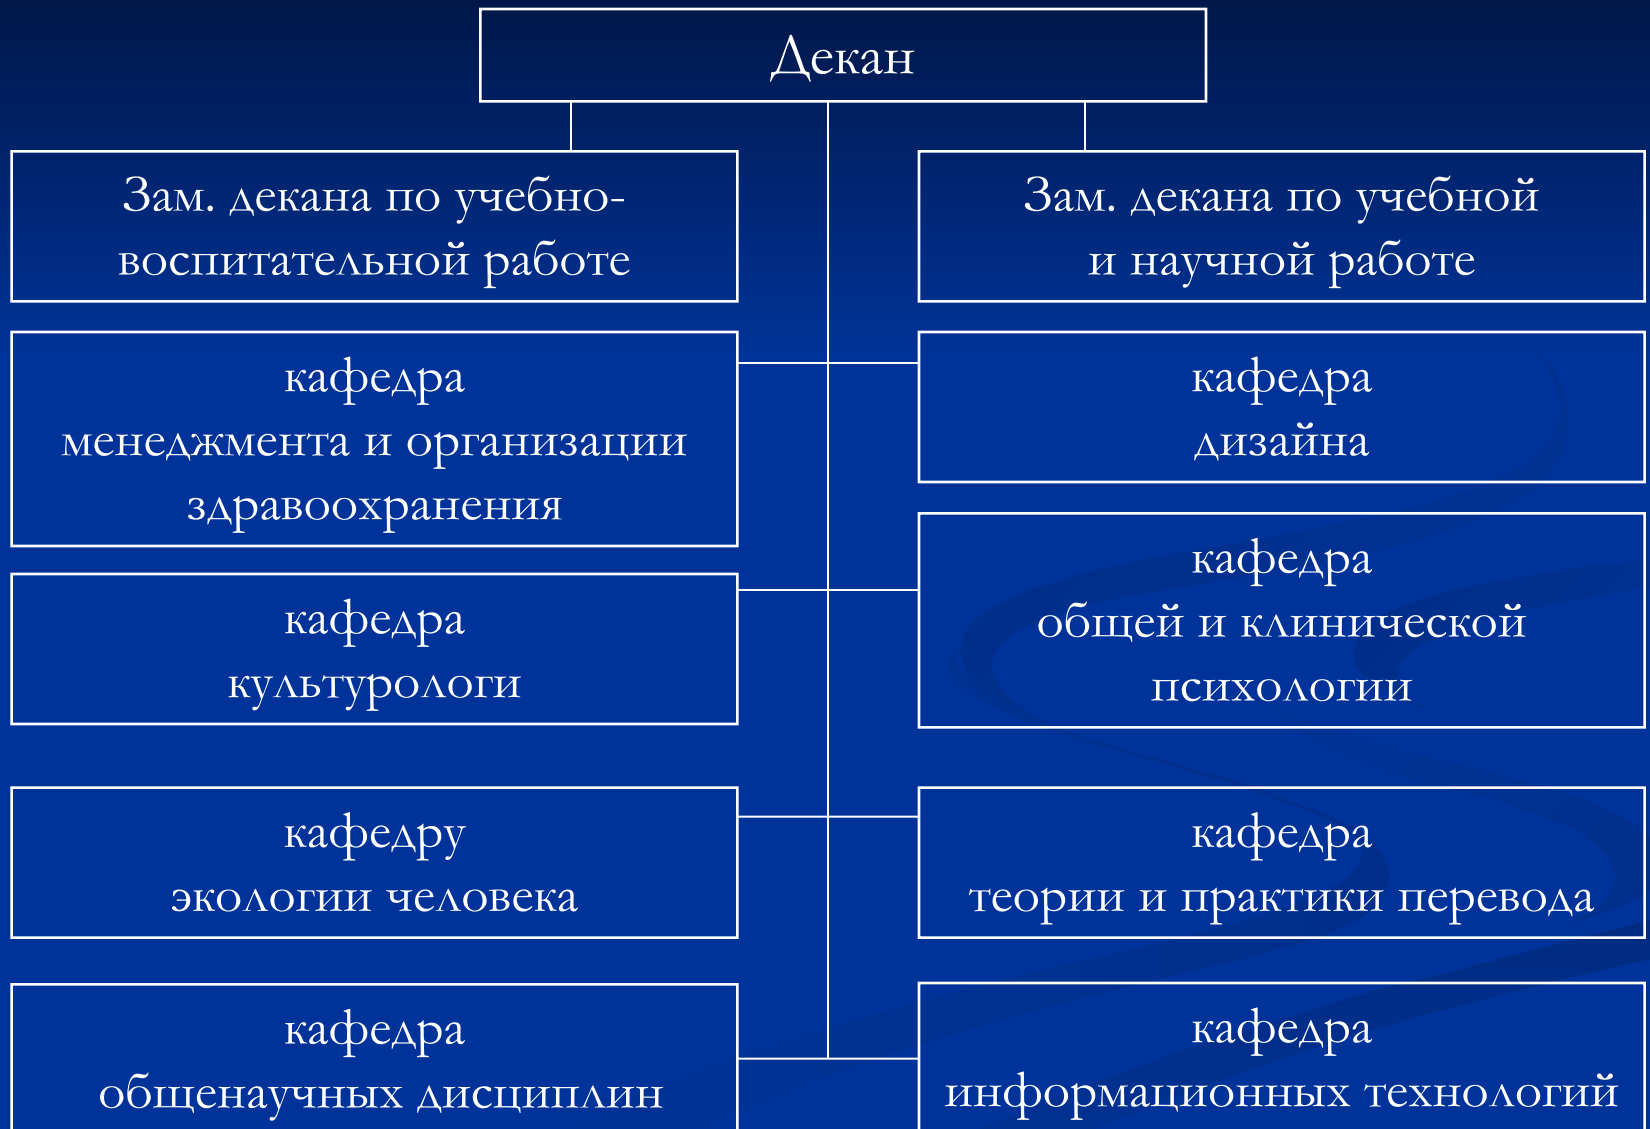 Декан
Зам. декана по учебно-
воспитательной работе
Зам. декана по учебной
и научной работе
кафедра
менеджмента и организации
здравоохранения
кафедра
дизайна
кафедра
культурологи
кафедра
общей и клинической
психологии
кафедру
экологии человека
кафедра
теории и практики перевода
кафедра
общенаучных дисциплин
кафедра
информационных технологий